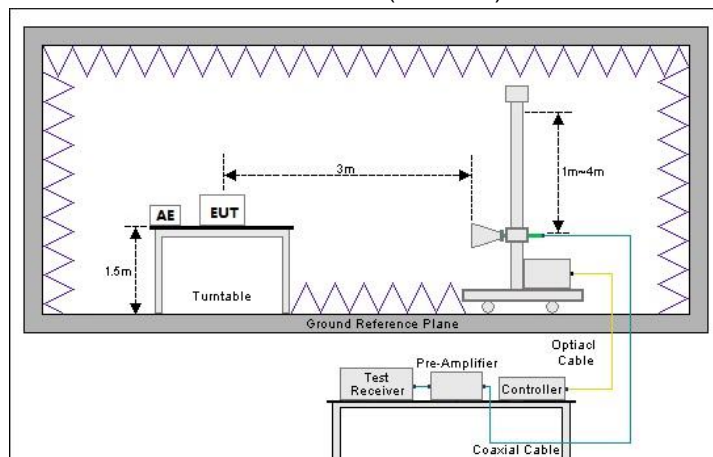 3m
1m~4m
AE
EUT
1.5m
Turntable
Ground Reference Plane
Optiacl
Cable
Pre-Amplifier
Test
Receiver
Controller
Coaxial Cable